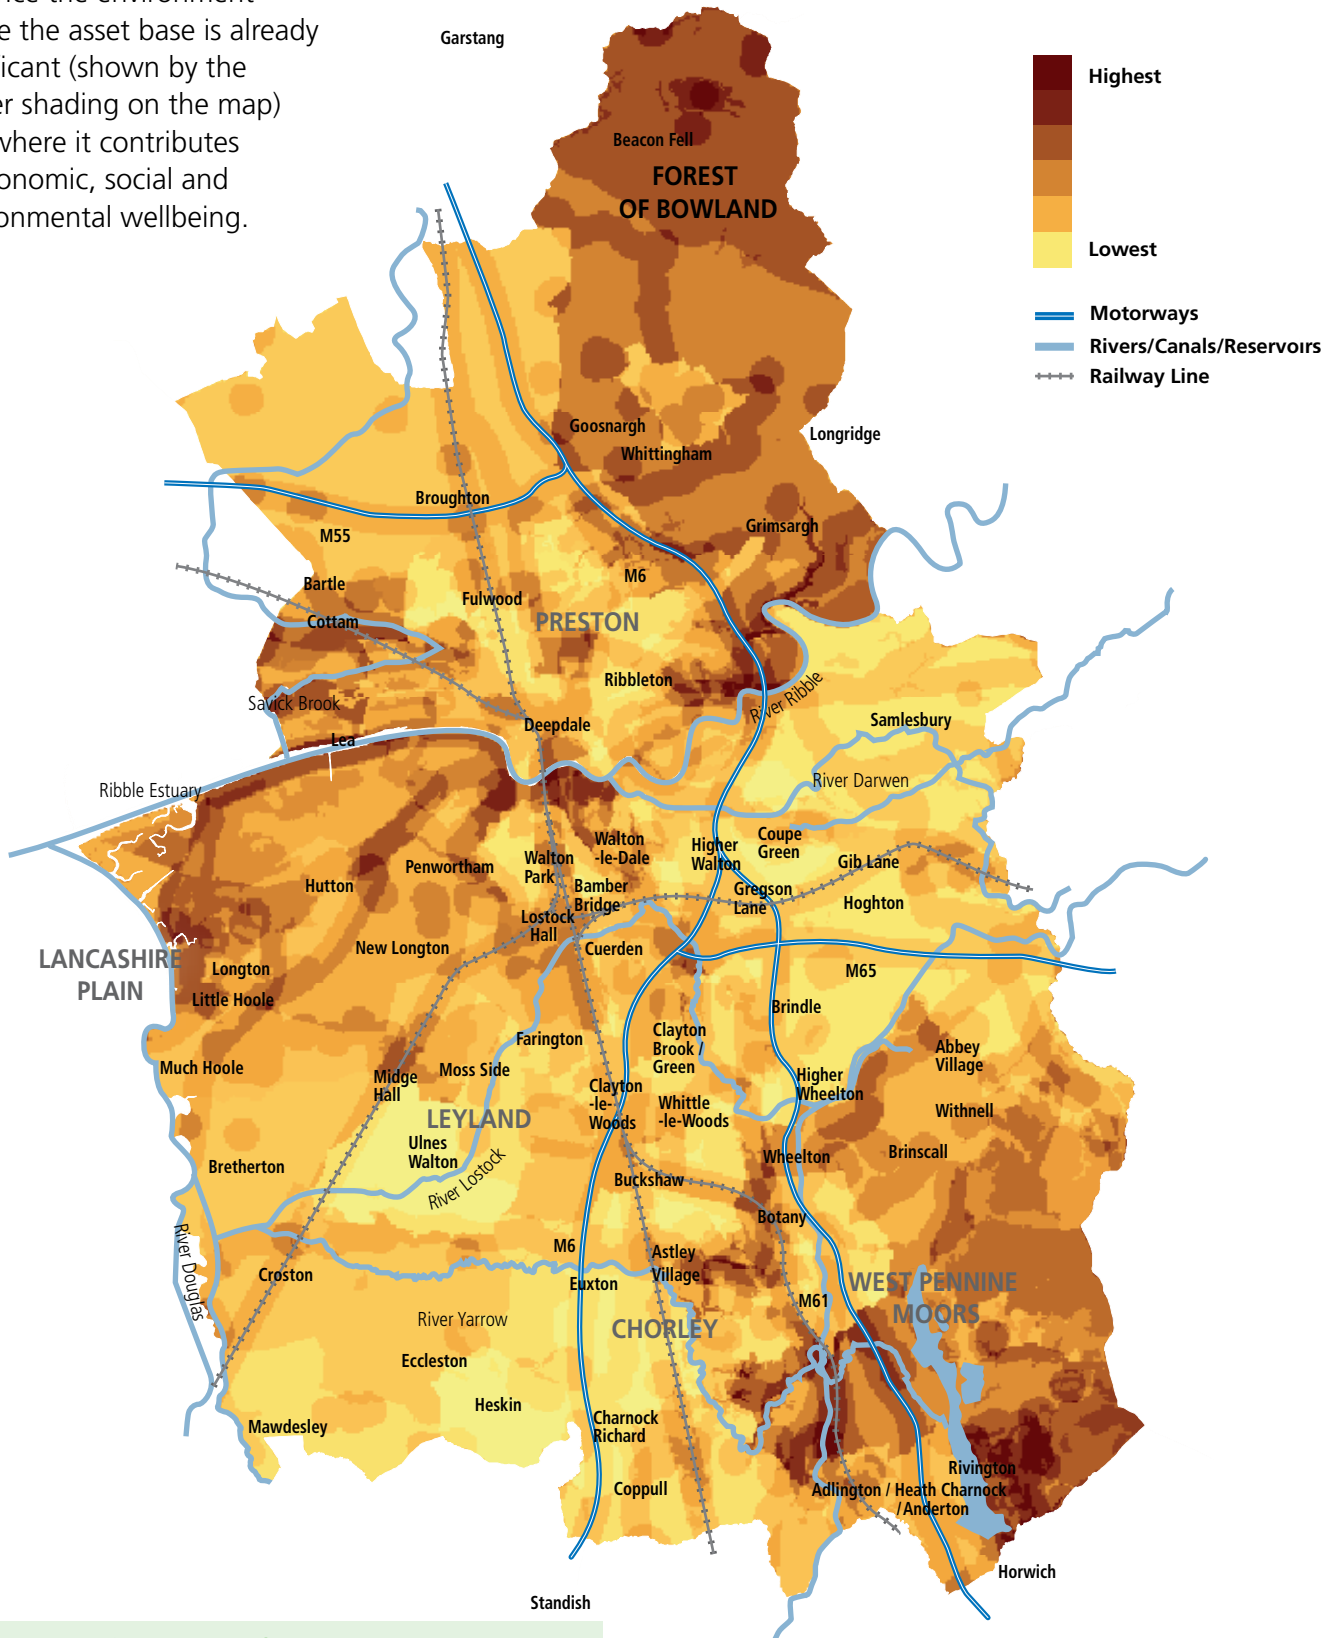 the environment
e the asset base is already
icant (shown by the
er shading on the map)
where it contributes
onomic, social and
onmental wellbeing.
Garstang
Highest
Lowest
Motorways
Rivers/Canals/Reservoirs
Railway Line
Beacon Fell
FOREST
OF BOWLAND
Goosnargh
Longridge
Whittingham
Broughton
Grimsargh
M55
M6
Bartle
Fulwood
Cottam
PRESTON
Ribbleton
River Ribble
Savick Brook
Samlesbury
Deepdale
Lea
River Darwen
Ribble Estuary
Walton
-le-Dale
Higher
Walton
Coupe
Green
Gib Lane
Penwortham
Walton
Park
Hutton
Bamber
Bridge
Gregson
Lane
Hoghton
Lostock
Hall
New Longton
Cuerden
LANCASHIRE
PLAIN
Longton
M65
Little Hoole
Brindle
Farington
Clayton
Brook /
Green
Abbey
Village
Much Hoole
Midge
Hall
Moss Side
Higher
Wheelton
Clayton
-le-
Woods
Whittle
-le-Woods
Withnell
LEYLAND
Ulnes
Walton
Brinscall
Wheelton
Bretherton
River Lostock
Buckshaw
Botany
River Douglas
M6
Astley
Village
Croston
Euxton
WEST PENNINE
MOORS
M61
River Yarrow
CHORLEY
Eccleston
Heskin
Mawdesley
Charnock
Richard
Rivington
Coppull
Adlington / Heath Charnock
/Anderton
Horwich
Standish